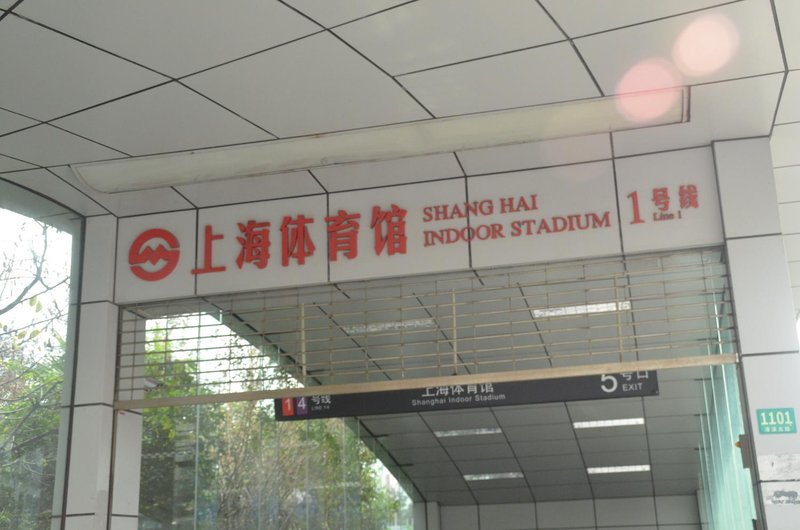 上海体育馆
SHANG HAI
INDOOR STADIUM
1号线
Line 1
1 4 号线
上海体育馆
Shanghai Indoor Stadium
5号口
EXIT
1101